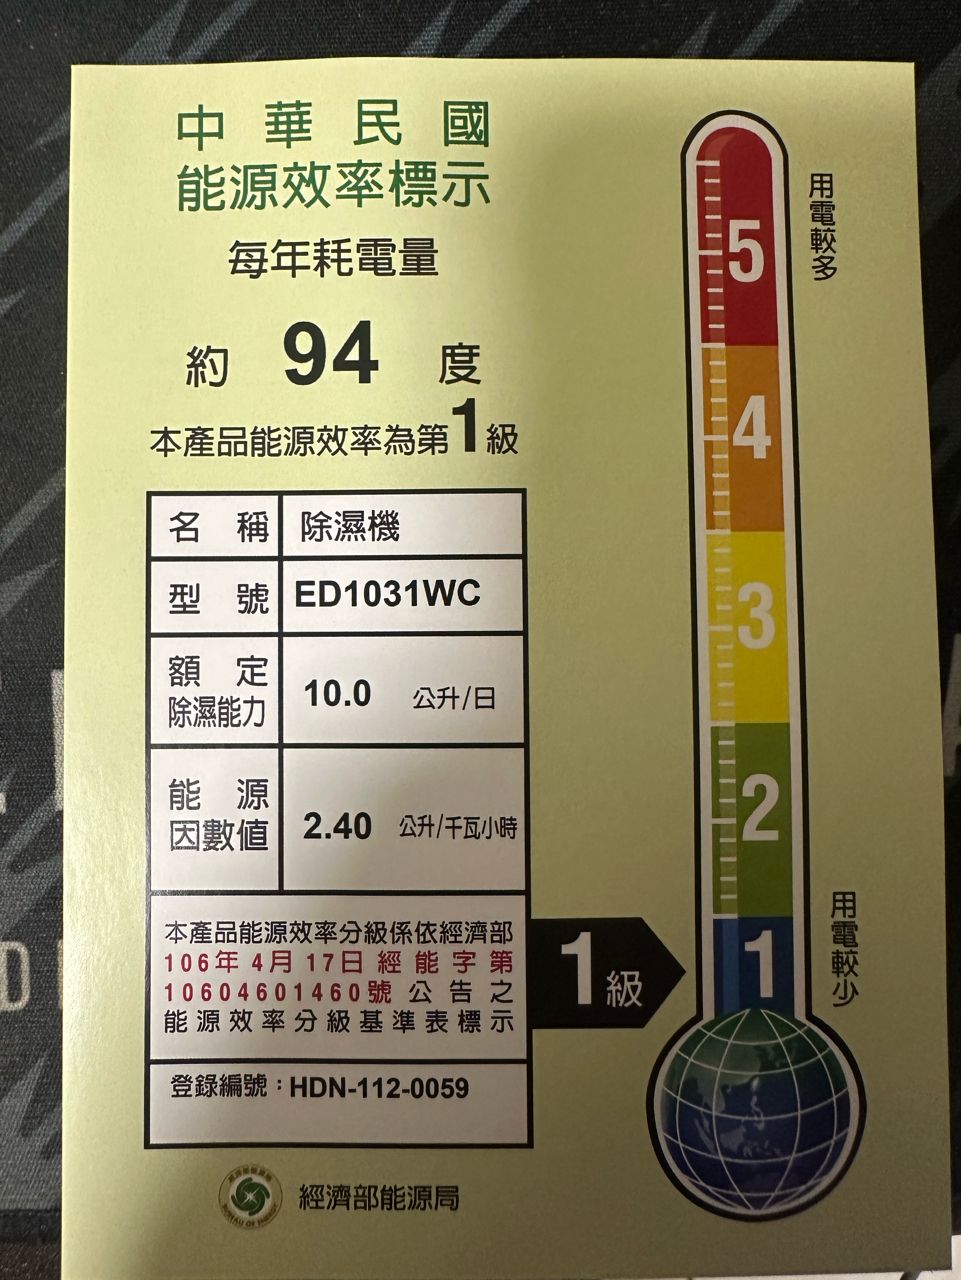 中華民國
能源效率標示
每年耗電量
約 94 度
本產品能源效率為第1級
名稱 除濕機
型號 ED1031WC
額定
除濕能力 10.0 公升/日
能源
因數值 2.40 公升/千瓦小時
本產品能源效率分級係依經濟部
106年4月17日經能字第
10604601460號公告之
能源效率分級基準表標示
登錄編號：HDN-112-0059
BUREAU OF ENERGY
經濟部能源局
用電較多
5
4
3
2
1
1級
用電較少